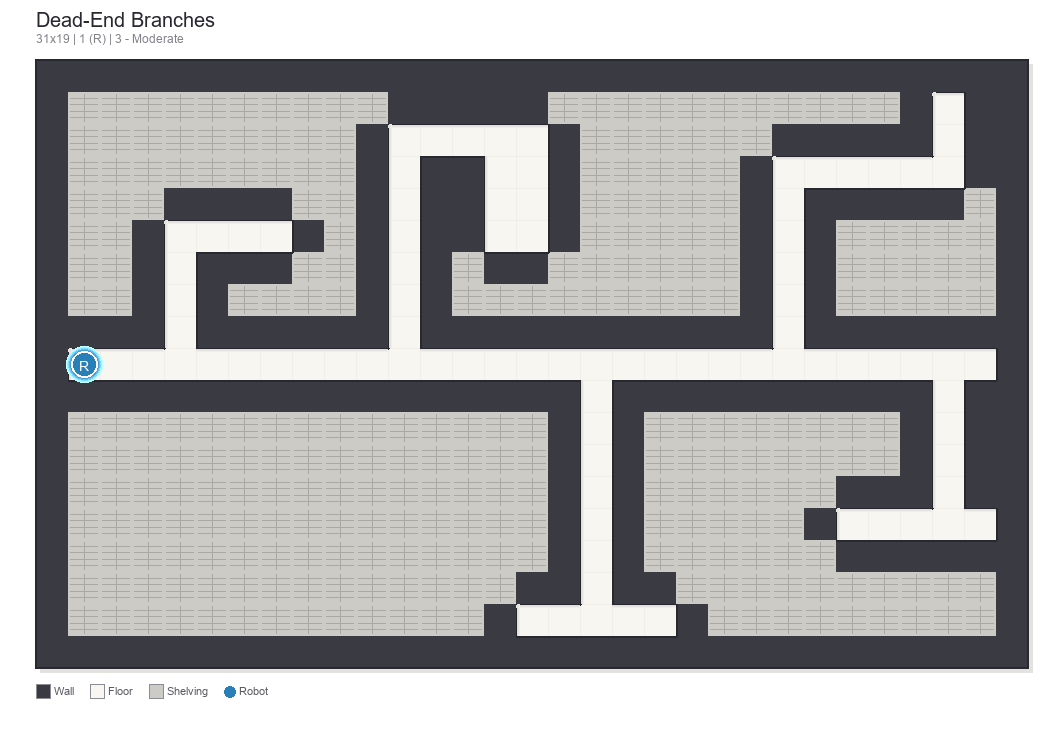 Dead-End Branches
31x19 | 1 (R) | 3 - Moderate
R
Wall Floor Shelving Robot